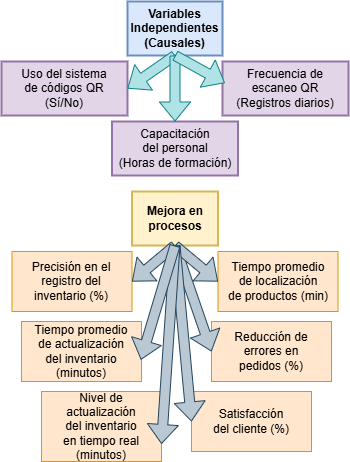 Variables
Independientes
(Causales)
Uso del sistema
de códigos QR
(Sí/No)
Frecuencia de
escaneo QR
(Registros diarios)
Capacitación
del personal
(Horas de formación)
Mejora en
procesos
Precisión en el
registro del
inventario (%)
Tiempo promedio
de localización
de productos (min)
Tiempo promedio
de actualización
del inventario
(minutos)
Reducción de
errores en
pedidos (%)
Nivel de
actualización
del inventario
en tiempo real
(minutos)
Satisfacción
del cliente (%)